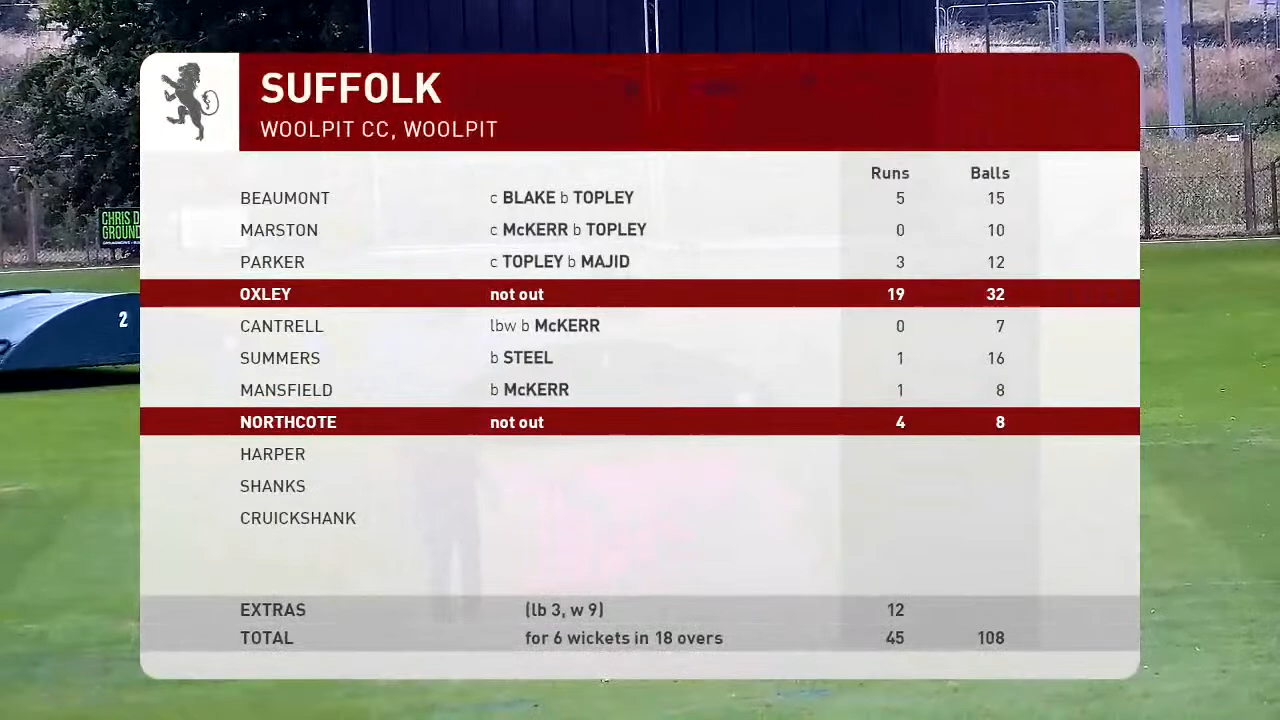 SUFFOLK
WOOLPIT CC, WOOLPIT
Runs Balls
BEAUMONT c BLAKE b TOPLEY 5 15
MARSTON c McKERR b TOPLEY 0 10
PARKER c TOPLEY b MAJID 3 12
OXLEY not out 19 32
CANTRELL lbw b McKERR 0 7
SUMMERS b STEEL 1 16
MANSFIELD b McKERR 1 8
NORTHCOTE not out 4 8
HARPER
SHANKS
CRUICKSHANK
EXTRAS (lb 3, w 9) 12
TOTAL for 6 wickets in 18 overs 45 108
CHRIS D
GROUND
2